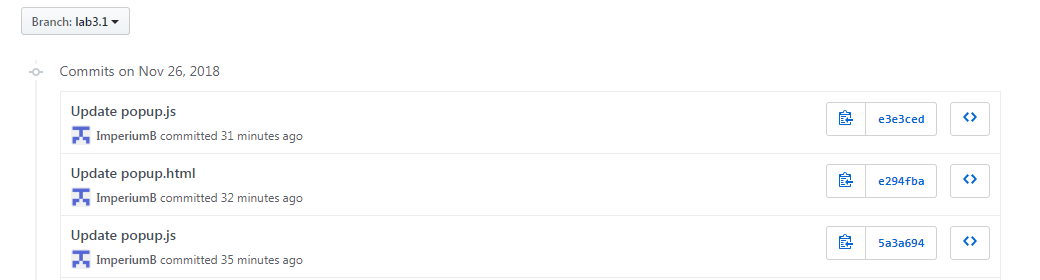 Branch: lab3.1
Commits on Nov 26, 2018
Update popup.js
ImperiumB committed 31 minutes ago
e3e3ced
Update popup.html
ImperiumB committed 32 minutes ago
e294fba
Update popup.js
ImperiumB committed 35 minutes ago
5a3a694